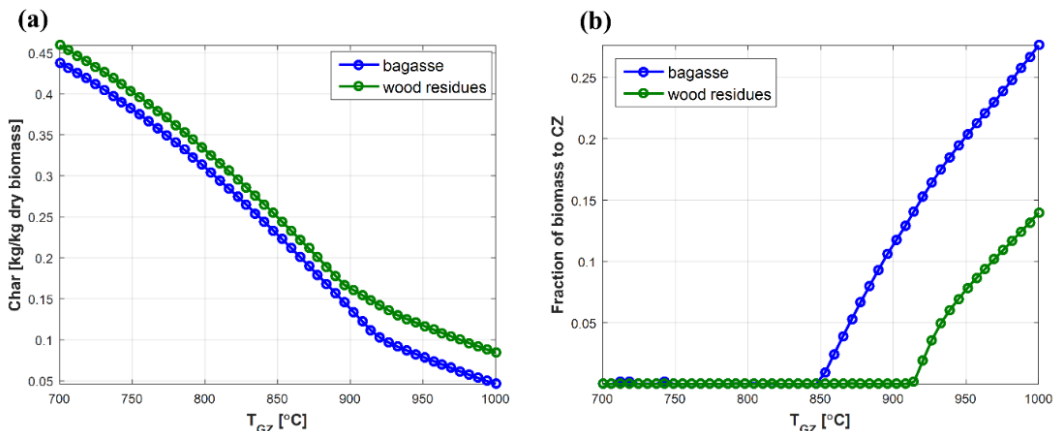 (a)
Char [kg/kg dry biomass]
0.45
0.4
0.35
0.3
0.25
0.2
0.15
0.1
0.05
bagasse
wood residues
700
750
800
850
900
950
1000
T_GZ [°C]
(b)
Fraction of biomass to CZ
0.25
0.2
0.15
0.1
0.05
bagasse
wood residues
700
750
800
850
900
950
1000
T_GZ [°C]